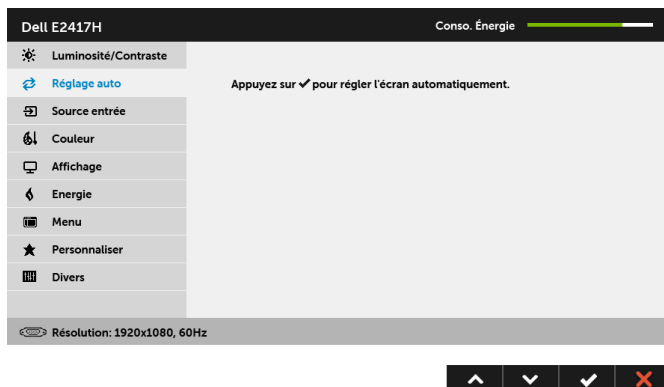 Dell E2417H
Conso. Énergie
Luminosité/Contraste
Réglage auto
Appuyez sur ✓ pour régler l'écran automatiquement.
Source entrée
Couleur
Affichage
Energie
Menu
Personnaliser
Divers
Résolution: 1920x1080, 60Hz